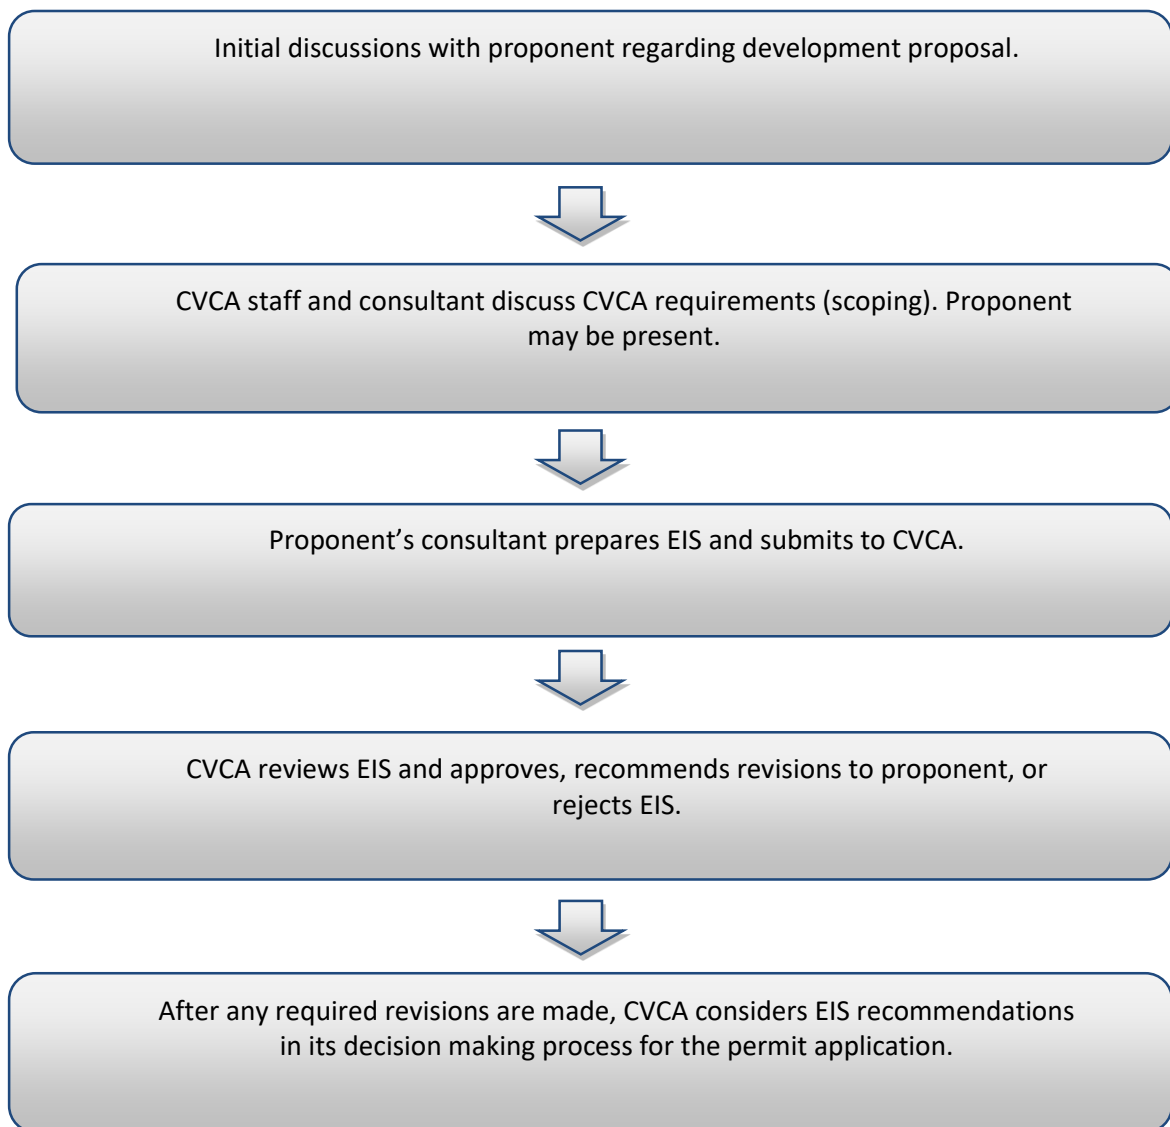 Initial discussions with proponent regarding development proposal.
CVCA staff and consultant discuss CVCA requirements (scoping). Proponent
may be present.
Proponent’s consultant prepares EIS and submits to CVCA.
CVCA reviews EIS and approves, recommends revisions to proponent, or
rejects EIS.
After any required revisions are made, CVCA considers EIS recommendations
in its decision making process for the permit application.